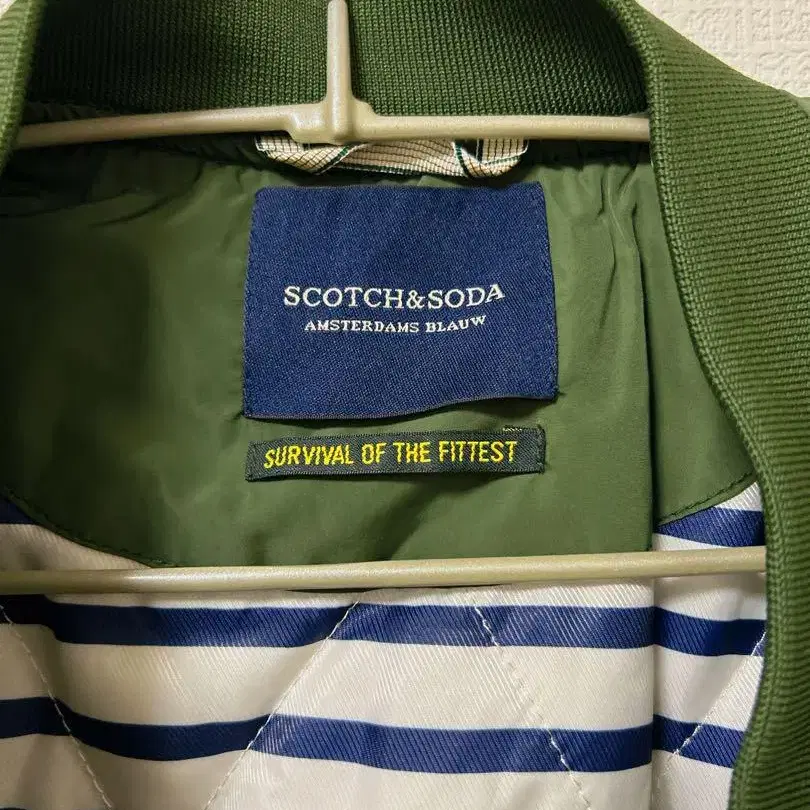 SCOTCH&SODA
AMSTERDAMS BLAUW
SURVIVAL OF THE FITTEST